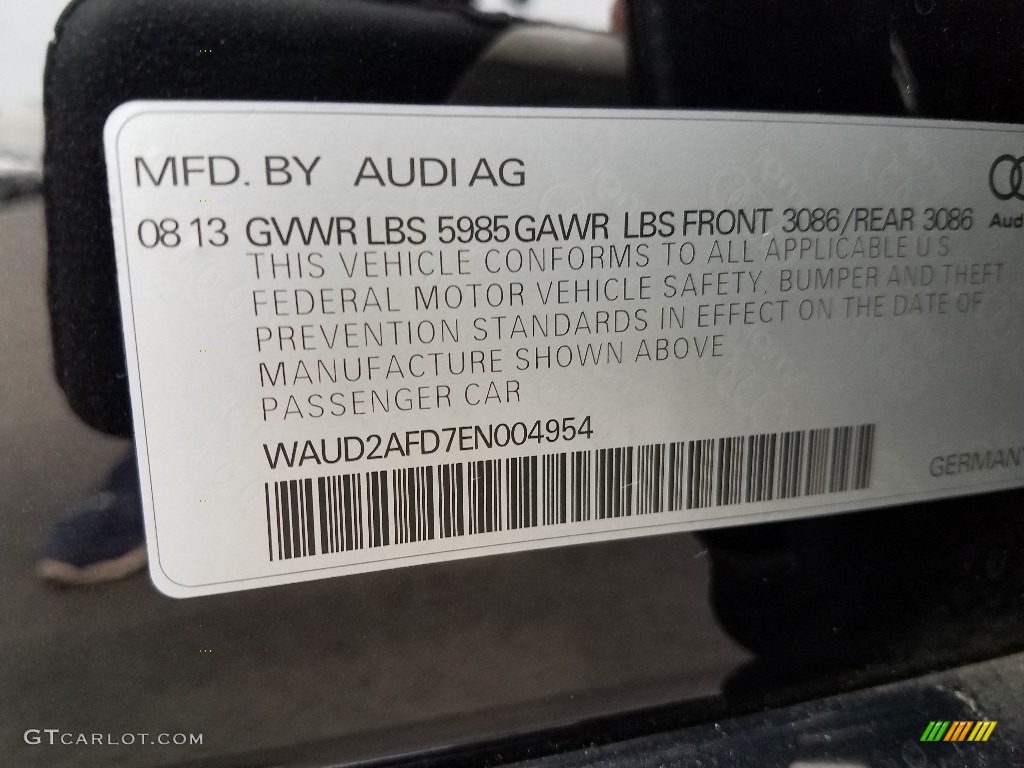 MFD. BY AUDI AG
08 13 GVWR LBS 5985 GAWR LBS FRONT 3086/REAR 3086
Aud
THIS VEHICLE CONFORMS TO ALL APPLICABLE U S
FEDERAL MOTOR VEHICLE SAFETY, BUMPER AND THEFT
PREVENTION STANDARDS IN EFFECT ON THE DATE OF
MANUFACTURE SHOWN ABOVE
PASSENGER CAR
WAUD2AFD7EN004954
GERMANY
GTCARLOT.COM